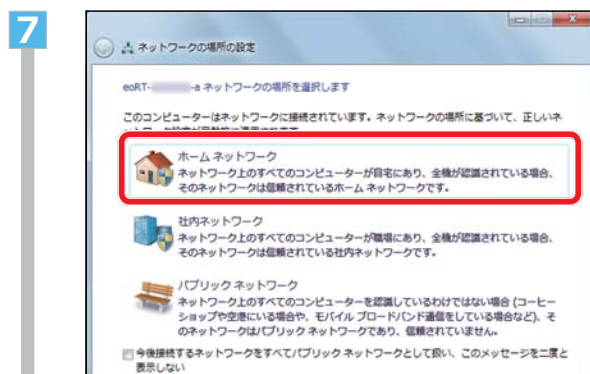 7
ネットワークの場所の設定
eoRT- -a ネットワークの場所を選択します
このコンピューターはネットワークに接続されています。ネットワークの場所に基づいて、正しいネ
ホーム ネットワーク
ネットワーク上のすべてのコンピューターが自宅にあり、全機が認識されている場合、
そのネットワークは信頼されているホーム ネットワークです。
社内ネットワーク
ネットワーク上のすべてのコンピューターが職場にあり、全機が認識されている場合、
そのネットワークは信頼されている社内ネットワークです。
パブリック ネットワーク
ネットワーク上のすべてのコンピューターを認識しているわけではない場合 (コーヒー
ショップや空港にいる場合や、モバイル ブロードバンド通信をしている場合など)、そ
のネットワークはパブリック ネットワークであり、信頼されていません。
今後接続するネットワークをすべてパブリック ネットワークとして扱い、このメッセージを二度と
表示しない